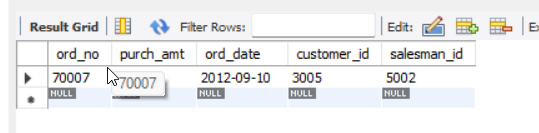 Result Grid Filter Rows: Edit: Ex
ord_no purch_amt ord_date customer_id salesman_id
70007 2012-09-10 3005 5002
70007
NULL NULL NULL NULL